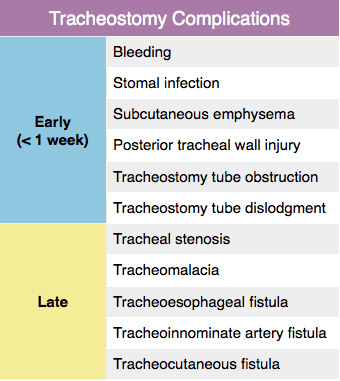 Tracheostomy Complications
Early
(< 1 week)
Bleeding
Stomal infection
Subcutaneous emphysema
Posterior tracheal wall injury
Tracheostomy tube obstruction
Tracheostomy tube dislodgment
Late
Tracheal stenosis
Tracheomalacia
Tracheoesophageal fistula
Tracheoinnominate artery fistula
Tracheocutaneous fistula